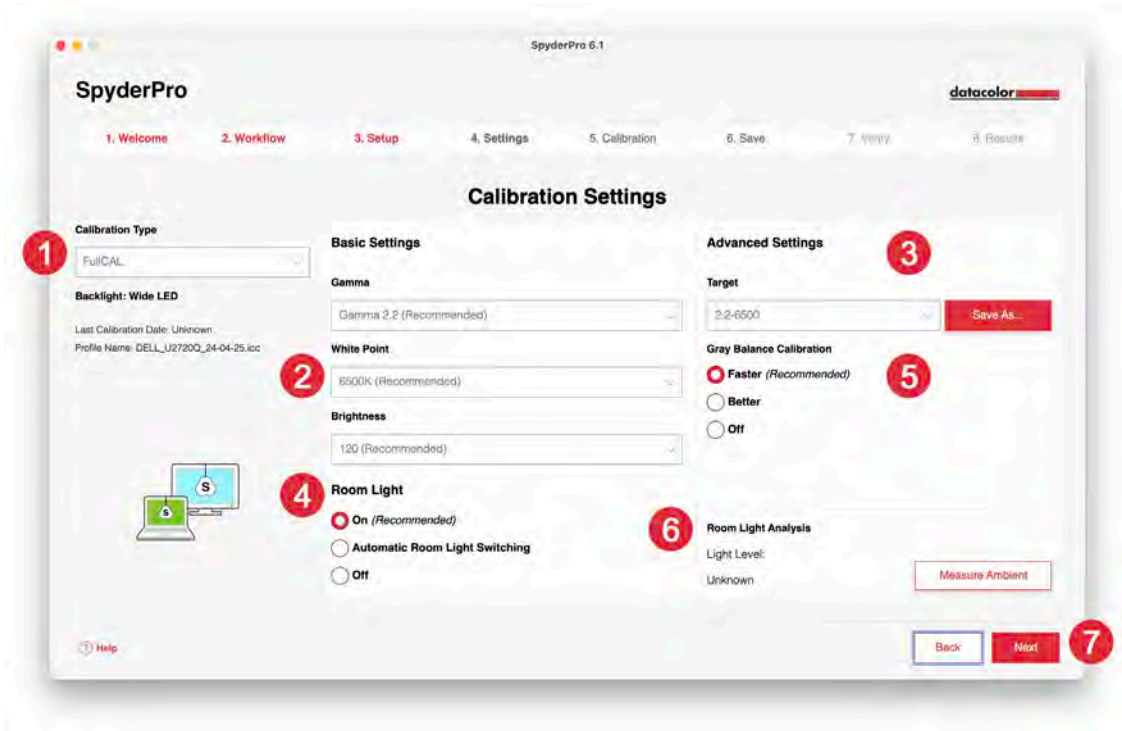 SpyderPro 6.1
SpyderPro
datacolor
1. Welcome 2. Workflow 3. Setup 4. Settings 5. Calibration 6. Save 7. Verify 8. Results
Calibration Settings
1
Calibration Type
FullCAL
Backlight: Wide LED
Last Calibration Date: Unknown
Profile Name: DELL_U2720Q_24-04-25.icc
S
S
Basic Settings
Gamma
Gamma 2.2 (Recommended)
2
White Point
6500K (Recommended)
Brightness
120 (Recommended)
4
Room Light
On (Recommended)
Automatic Room Light Switching
Off
Advanced Settings
3
Target
2.2-6500
Save As...
Gray Balance Calibration
5
Faster (Recommended)
Better
Off
6
Room Light Analysis
Light Level:
Unknown
Measure Ambient
? Help
Back
Next
7